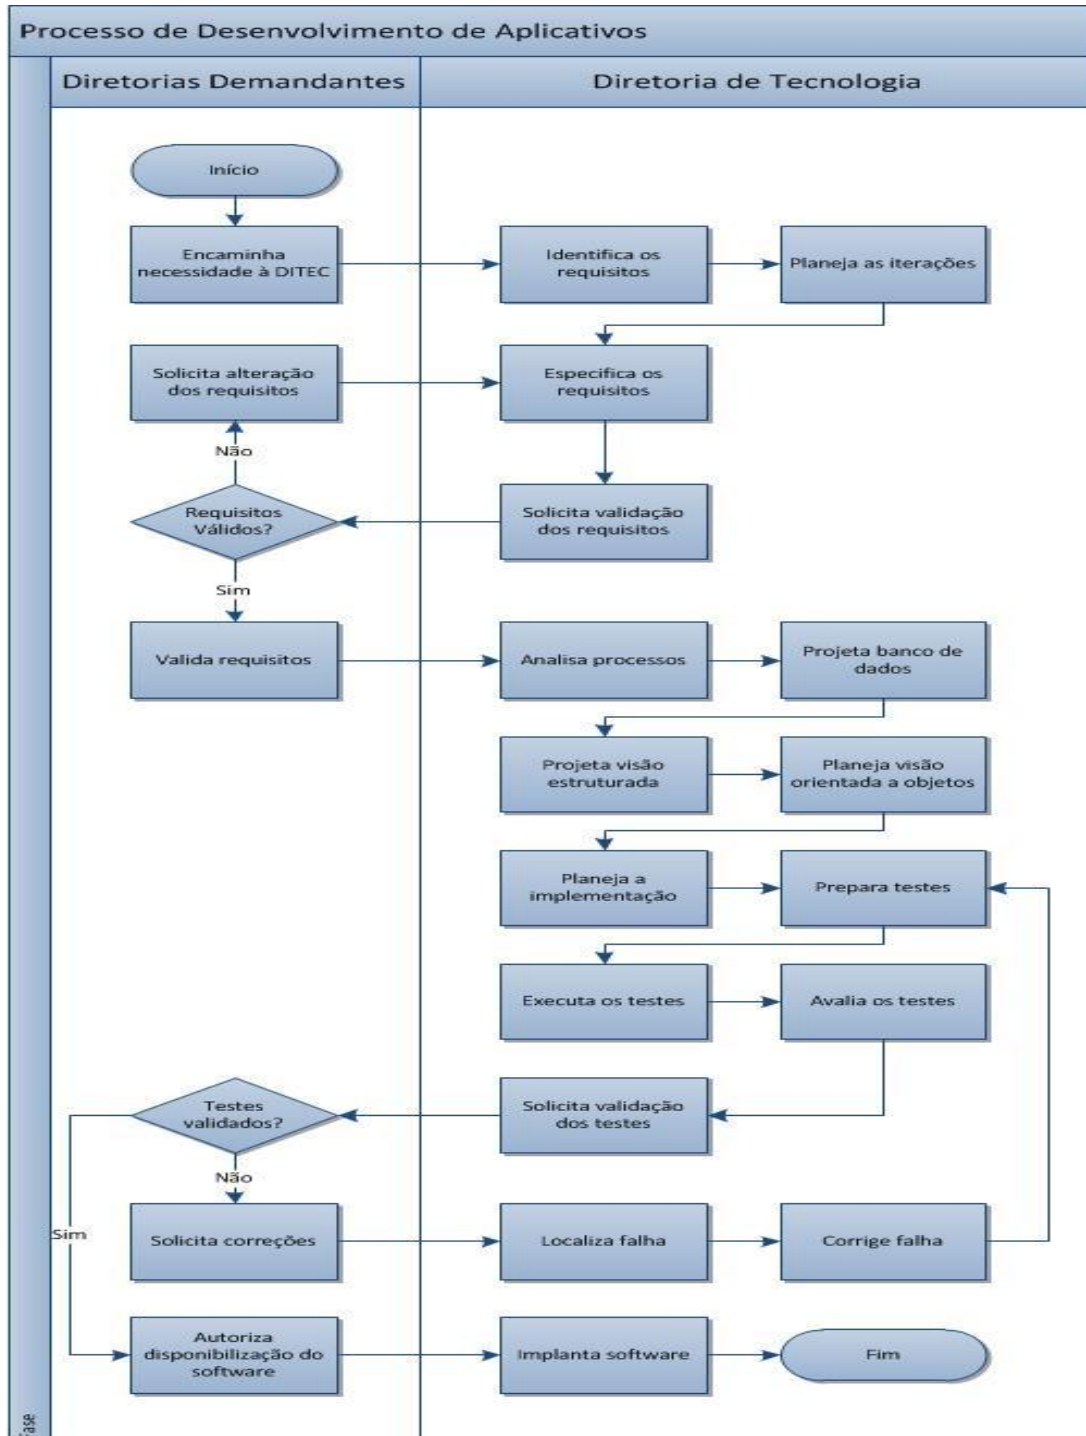 Processo de Desenvolvimento de Aplicativos
Diretorias Demandantes
Diretoria de Tecnologia
Início
Encaminha
necessidade à DITEC
Identifica os
requisitos
Planeja as iterações
Solicita alteração
dos requisitos
Especifica os
requisitos
Não
Requisitos
Válidos?
Solicita validação
dos requisitos
Sim
Valida requisitos
Analisa processos
Projeta banco de
dados
Projeta visão
estruturada
Planeja visão
orientada a objetos
Planeja a
implementação
Prepara testes
Executa os testes
Avalia os testes
Testes
validados?
Solicita validação
dos testes
Não
Sim
Solicita correções
Localiza falha
Corrige falha
Autoriza
disponibilização do
software
Implanta software
Fim
Fase